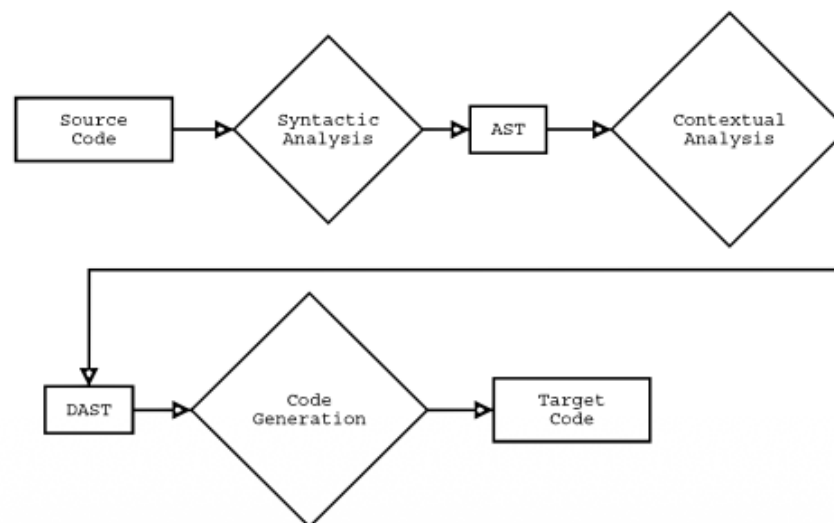 Source
Code
Syntactic
Analysis
AST
Contextual
Analysis
DAST
Code
Generation
Target
Code